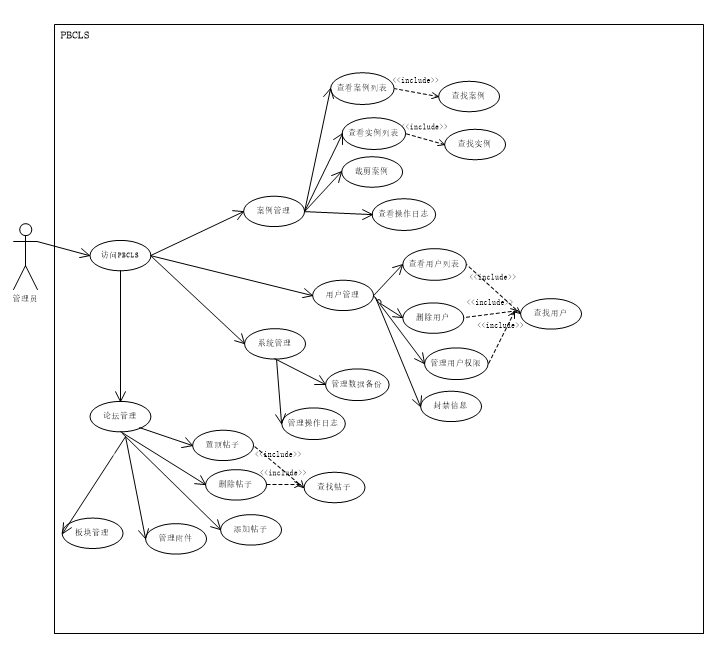 PBCLS
查看案例列表
<<include>>
查找案例
查看实例列表
<<include>>
查找实例
裁剪案例
案例管理
查看操作日志
管理员
访问PBCLS
查看用户列表
<<include>>
用户管理
删除用户
<<include>>
查找用户
<<include>>
管理用户权限
封禁信息
系统管理
管理数据备份
管理操作日志
论坛管理
置顶帖子
<<include>>
删除帖子
<<include>>
查找帖子
板块管理
管理附件
添加帖子